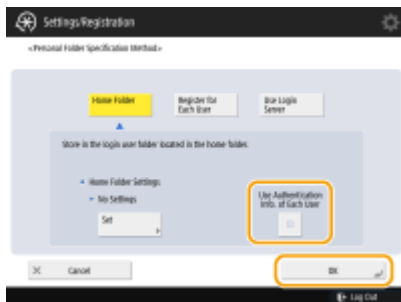 Settings/Registration
<Personal Folder Specification Method>
Home Folder
Register for
Each User
Use Login
Server
Store in the login user folder located in the home folder.
Home Folder Settings
No Settings
Use Authentication
Info. of Each User
Set
Cancel
OK
Log Out